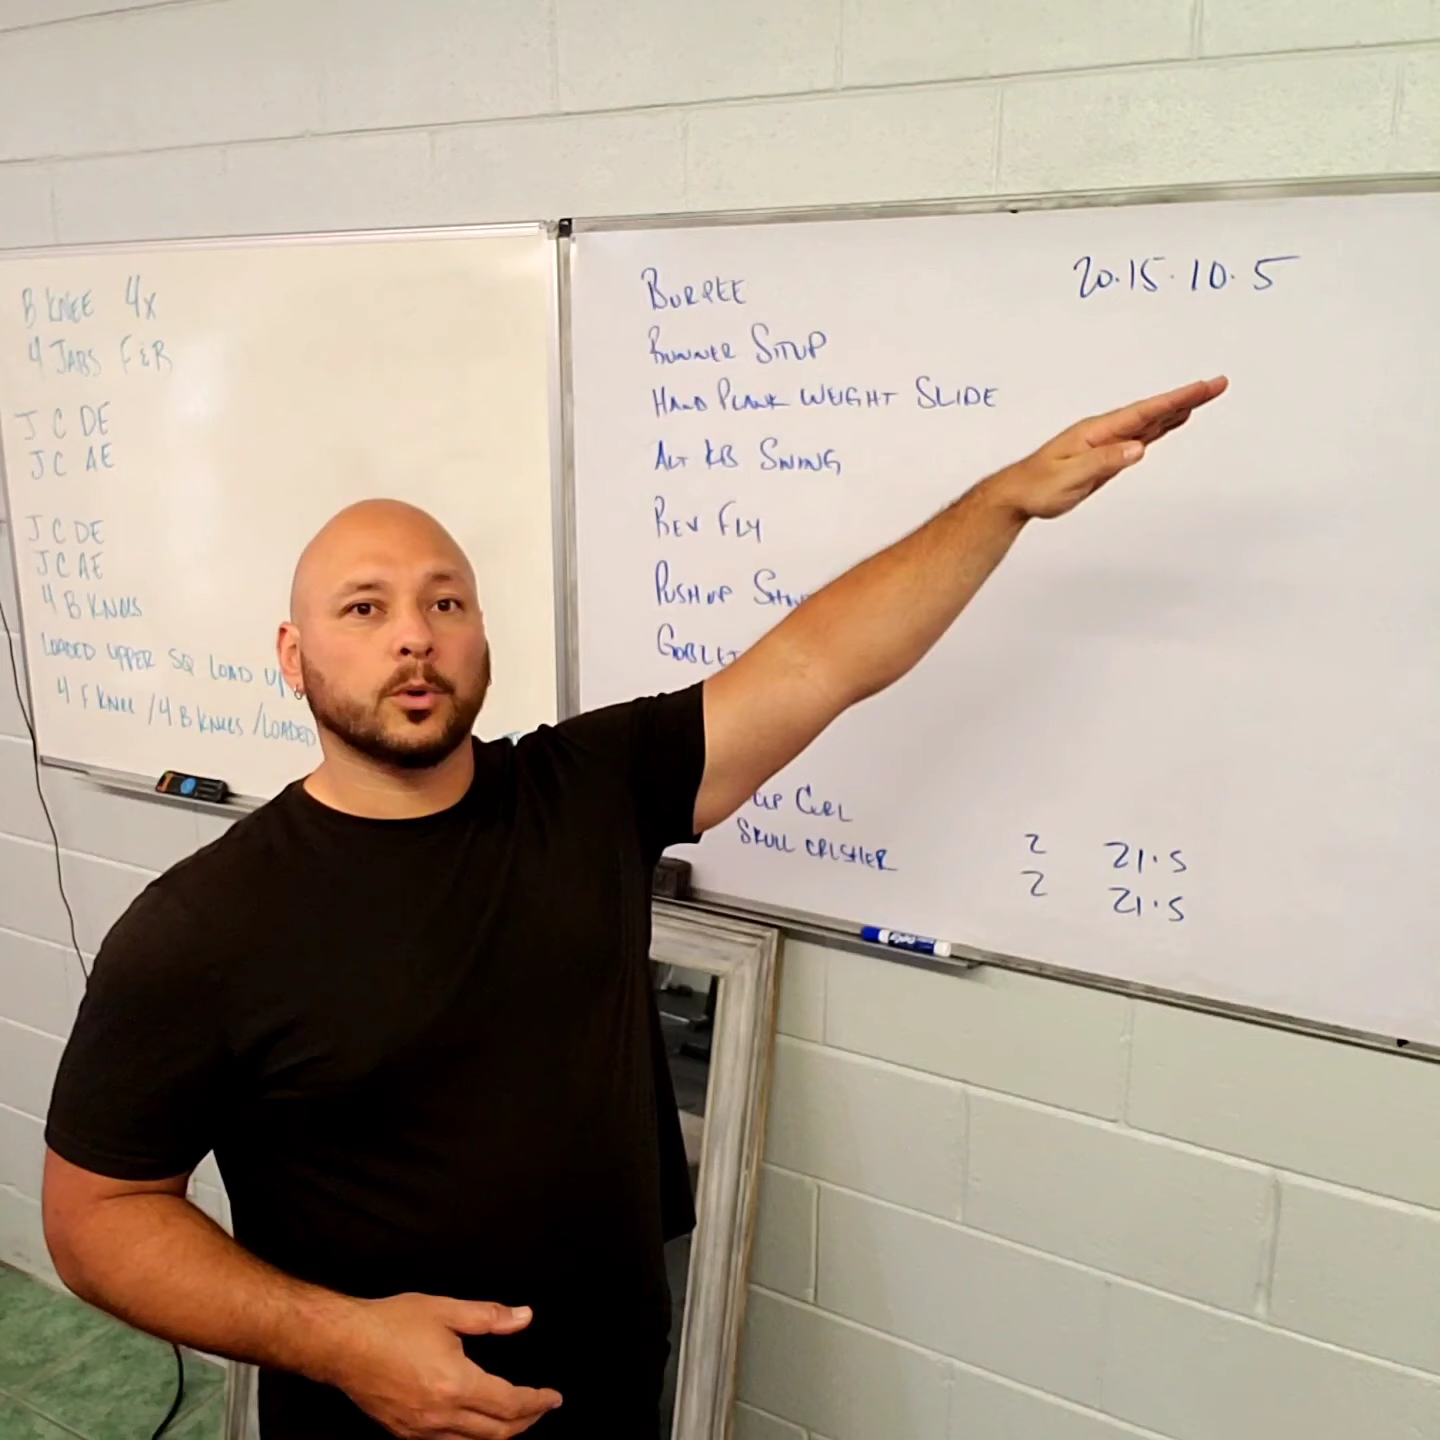 B KNEE 4X
4 JABS F&R
J C DE
J C AE
J C DE
J C AE
4 B KNEES
LOADED UPPER SQ LOAD
4 F KNEE / 4 B KNEES / LOADED
BURPEE
20·15·10·5
RUNNER SITUP
HAND PLANK WEIGHT SLIDE
ALT KB SWING
REV FLY
PUSHUP
GOBLET
CURL
SKULL CRUSHER
2 21·5
2 21·5